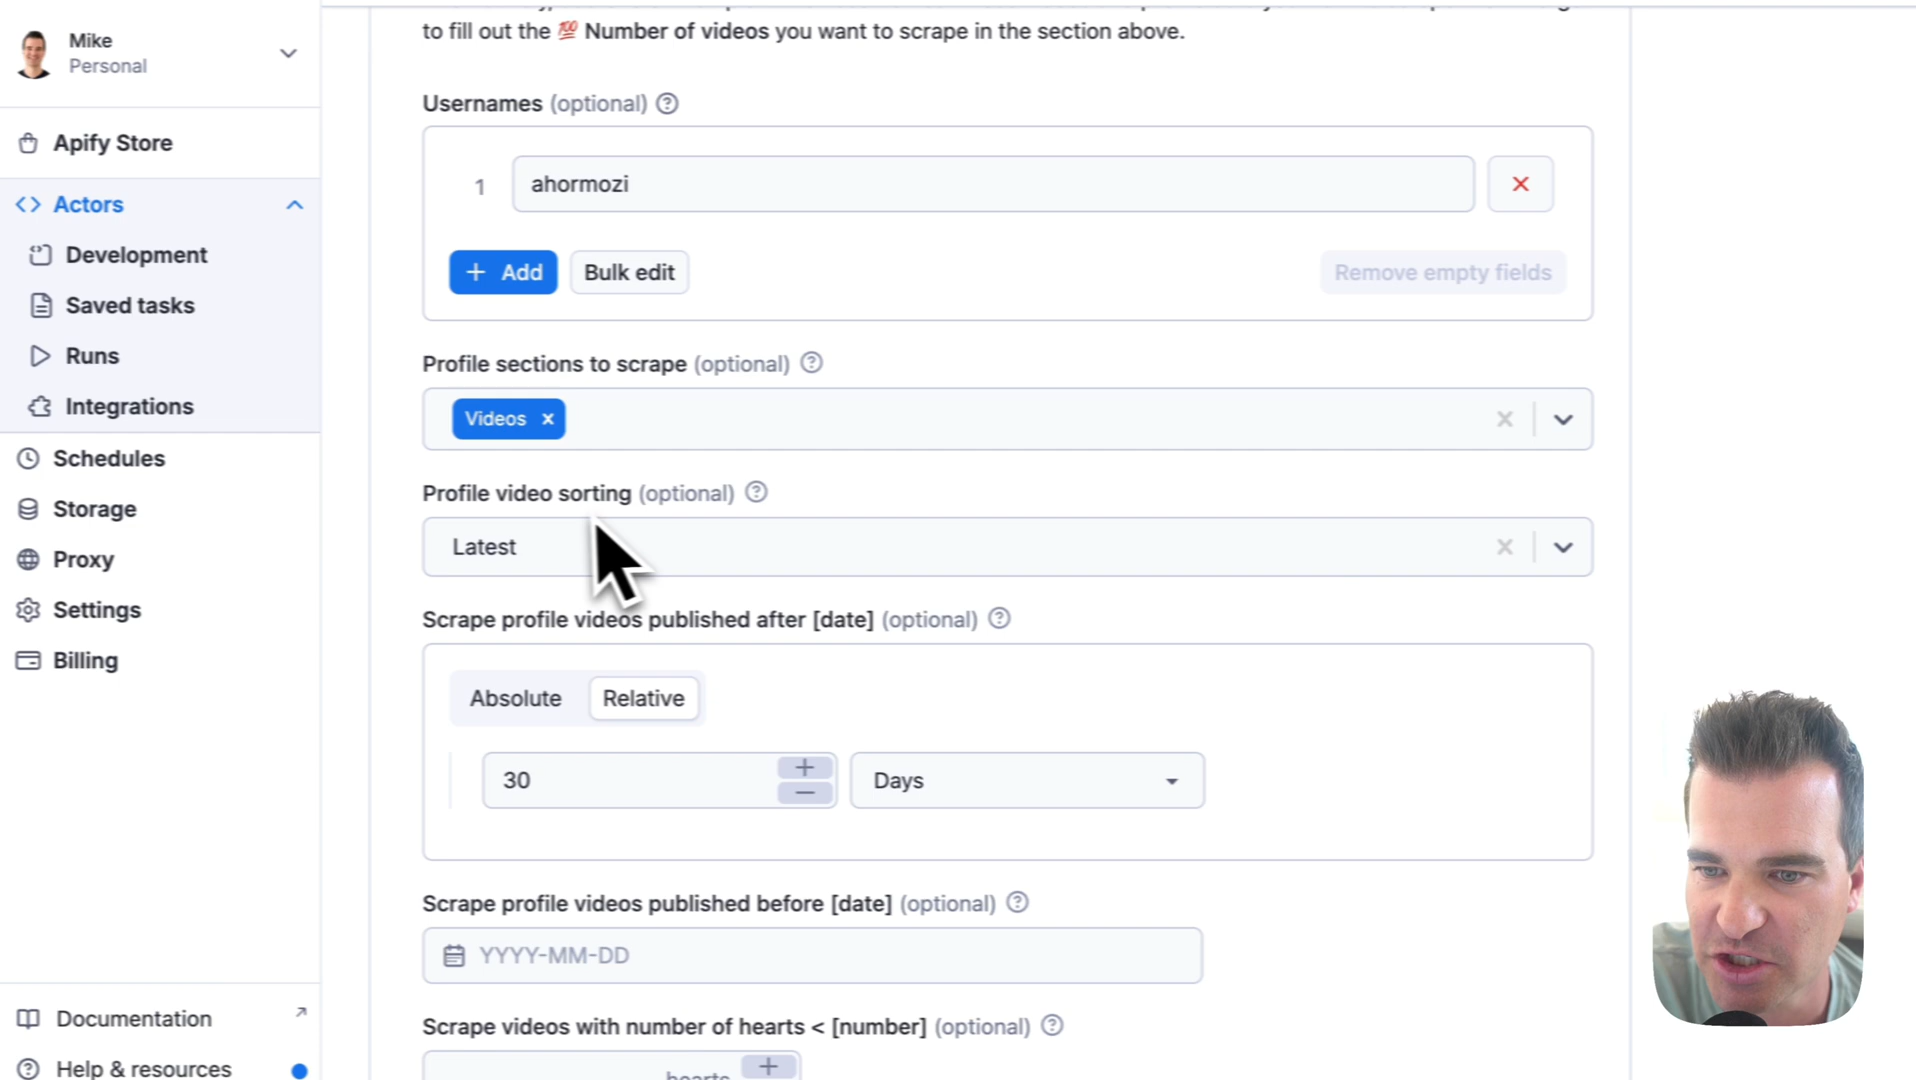 Mike
Personal
Apify Store
Actors
Development
Saved tasks
Runs
Integrations
Schedules
Storage
Proxy
Settings
Billing
Documentation
Help & resources
to fill out the 💯 Number of videos you want to scrape in the section above.
Usernames (optional)
1 ahormozi
+ Add Bulk edit Remove empty fields
Profile sections to scrape (optional)
Videos
Profile video sorting (optional)
Latest
Scrape profile videos published after [date] (optional)
Absolute Relative
30 Days
Scrape profile videos published before [date] (optional)
YYYY-MM-DD
Scrape videos with number of hearts < [number] (optional)
hearts